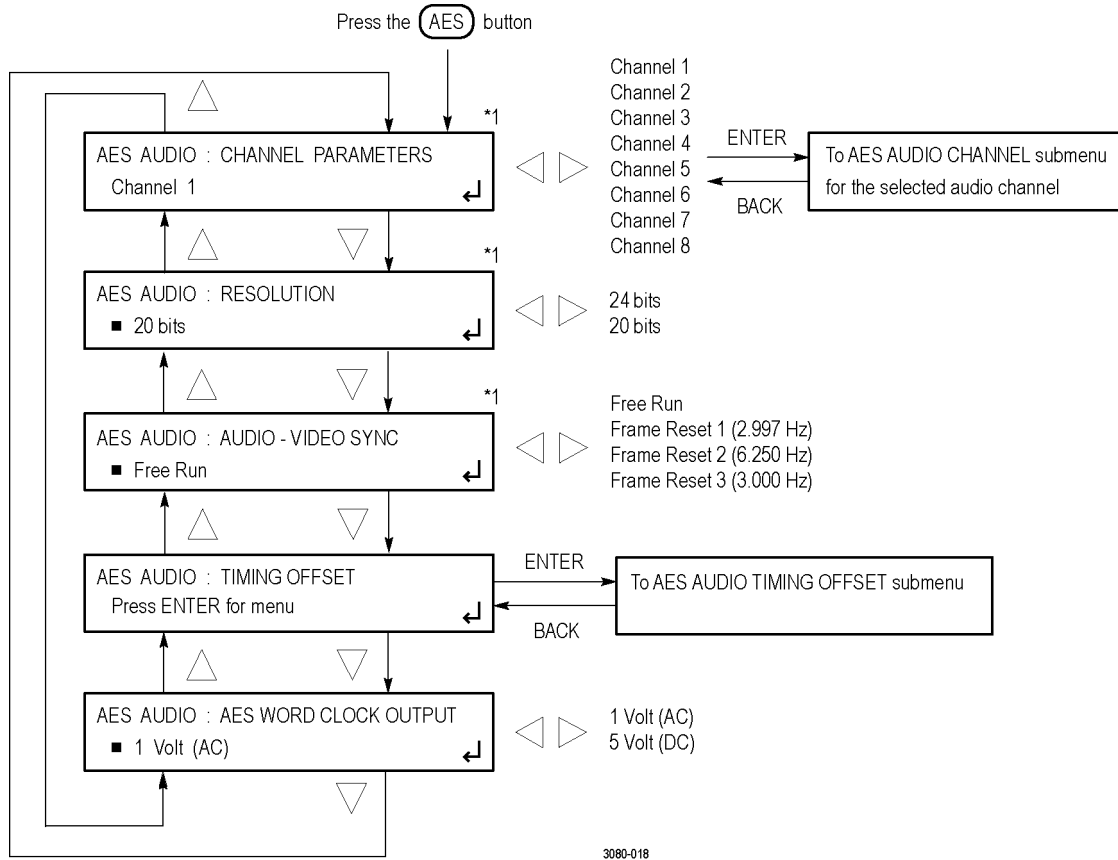 Press the AES button
*1
AES AUDIO : CHANNEL PARAMETERS
Channel 1
Channel 1
Channel 2
Channel 3
Channel 4
Channel 5
Channel 6
Channel 7
Channel 8
ENTER
BACK
To AES AUDIO CHANNEL submenu
for the selected audio channel
*1
AES AUDIO : RESOLUTION
20 bits
24 bits
20 bits
*1
AES AUDIO : AUDIO - VIDEO SYNC
Free Run
Free Run
Frame Reset 1 (2.997 Hz)
Frame Reset 2 (6.250 Hz)
Frame Reset 3 (3.000 Hz)
AES AUDIO : TIMING OFFSET
Press ENTER for menu
ENTER
BACK
To AES AUDIO TIMING OFFSET submenu
AES AUDIO : AES WORD CLOCK OUTPUT
1 Volt (AC)
1 Volt (AC)
5 Volt (DC)
3080-018